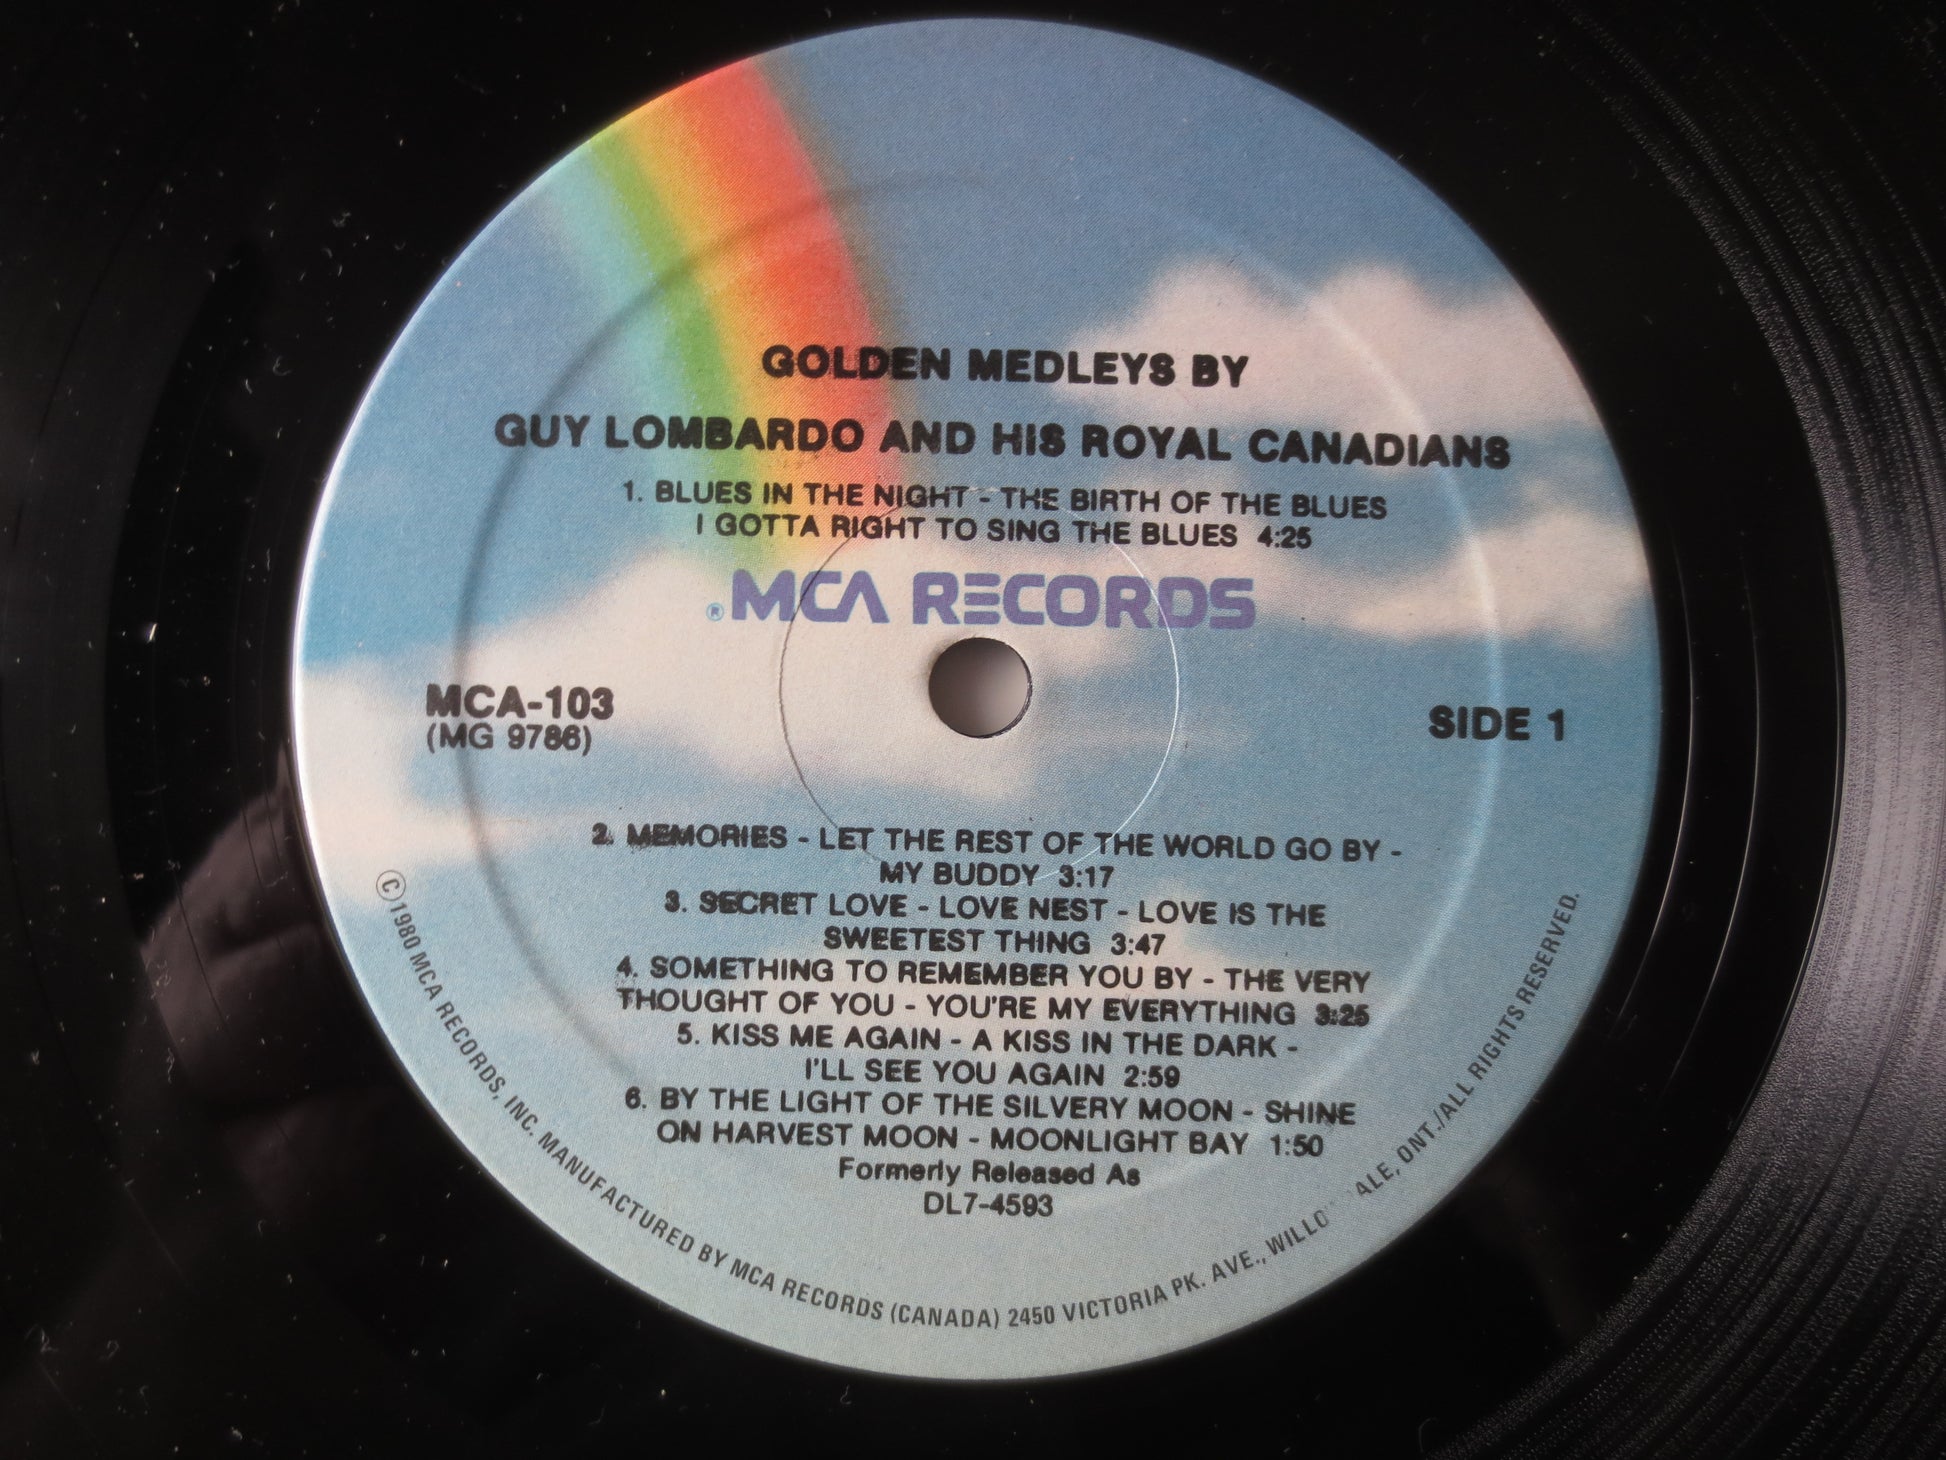 GOLDEN MEDLEYS BY
GUY LOMBARDO AND HIS ROYAL CANADIANS
1. BLUES IN THE NIGHT - THE BIRTH OF THE BLUES
I GOTTA RIGHT TO SING THE BLUES 4:25
® MCA RECORDS
MCA-103
(MG 9786)
SIDE 1
2. MEMORIES - LET THE REST OF THE WORLD GO BY -
MY BUDDY 3:17
3. SECRET LOVE - LOVE NEST - LOVE IS THE
SWEETEST THING 3:47
4. SOMETHING TO REMEMBER YOU BY - THE VERY
THOUGHT OF YOU - YOU'RE MY EVERYTHING 3:25
5. KISS ME AGAIN - A KISS IN THE DARK -
I'LL SEE YOU AGAIN 2:59
6. BY THE LIGHT OF THE SILVERY MOON - SHINE
ON HARVEST MOON - MOONLIGHT BAY 1:50
Formerly Released As
DL7-4593
©1980 MCA RECORDS, INC. MANUFACTURED BY MCA RECORDS (CANADA) 2450 VICTORIA PK. AVE., ONT./ALL RIGHTS RESERVED.